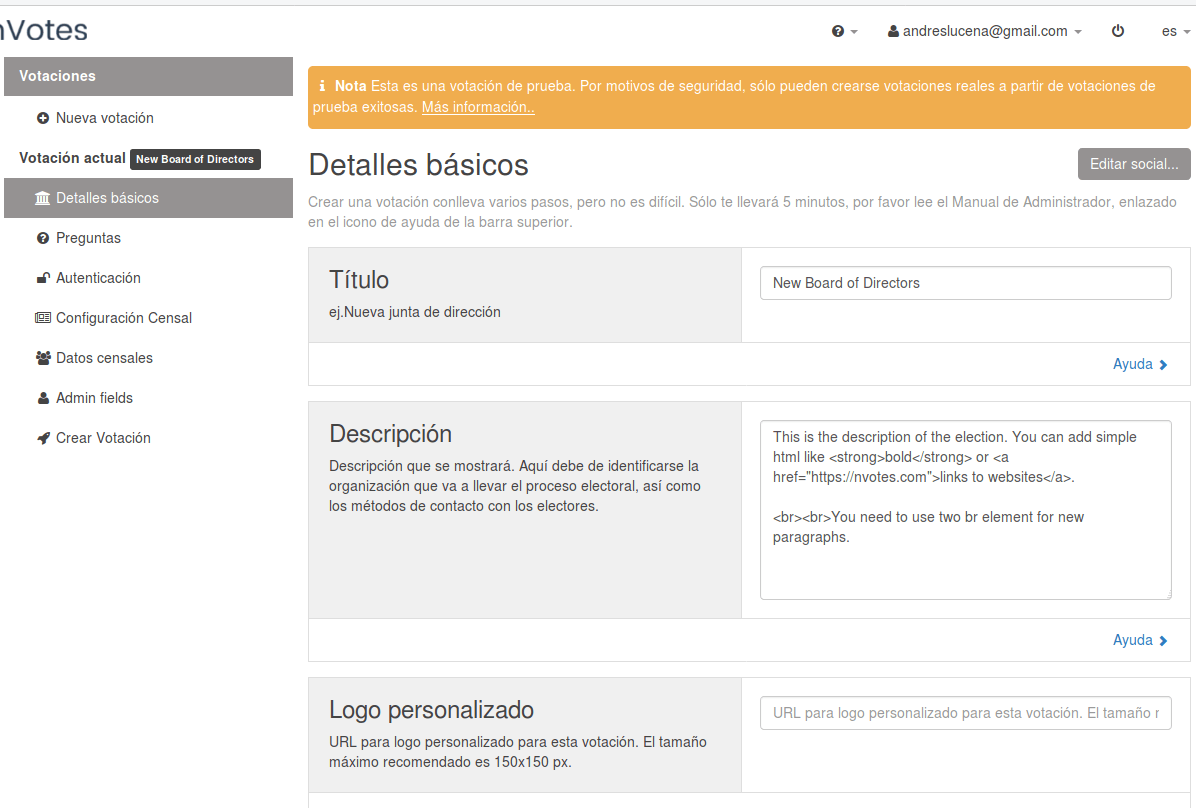 nVotes
andreslucena@gmail.com
es
Votaciones
Nueva votación
Votación actual New Board of Directors
Detalles básicos
Preguntas
Autenticación
Configuración Censal
Datos censales
Admin fields
Crear Votación
Nota Esta es una votación de prueba. Por motivos de seguridad, sólo pueden crearse votaciones reales a partir de votaciones de
prueba exitosas. Más información..
Detalles básicos
Editar social...
Crear una votación conlleva varios pasos, pero no es difícil. Sólo te llevará 5 minutos, por favor lee el Manual de Administrador, enlazado
en el icono de ayuda de la barra superior.
Título
ej.Nueva junta de dirección
New Board of Directors
Ayuda
Descripción
Descripción que se mostrará. Aquí debe de identificarse la
organización que va a llevar el proceso electoral, así como
los métodos de contacto con los electores.
This is the description of the election. You can add simple
html like <strong>bold</strong> or <a
href="https://nvotes.com">links to websites</a>.
<br><br>You need to use two br element for new
paragraphs.
Ayuda
Logo personalizado
URL para logo personalizado para esta votación. El tamaño
máximo recomendado es 150x150 px.
URL para logo personalizado para esta votación. El tamaño